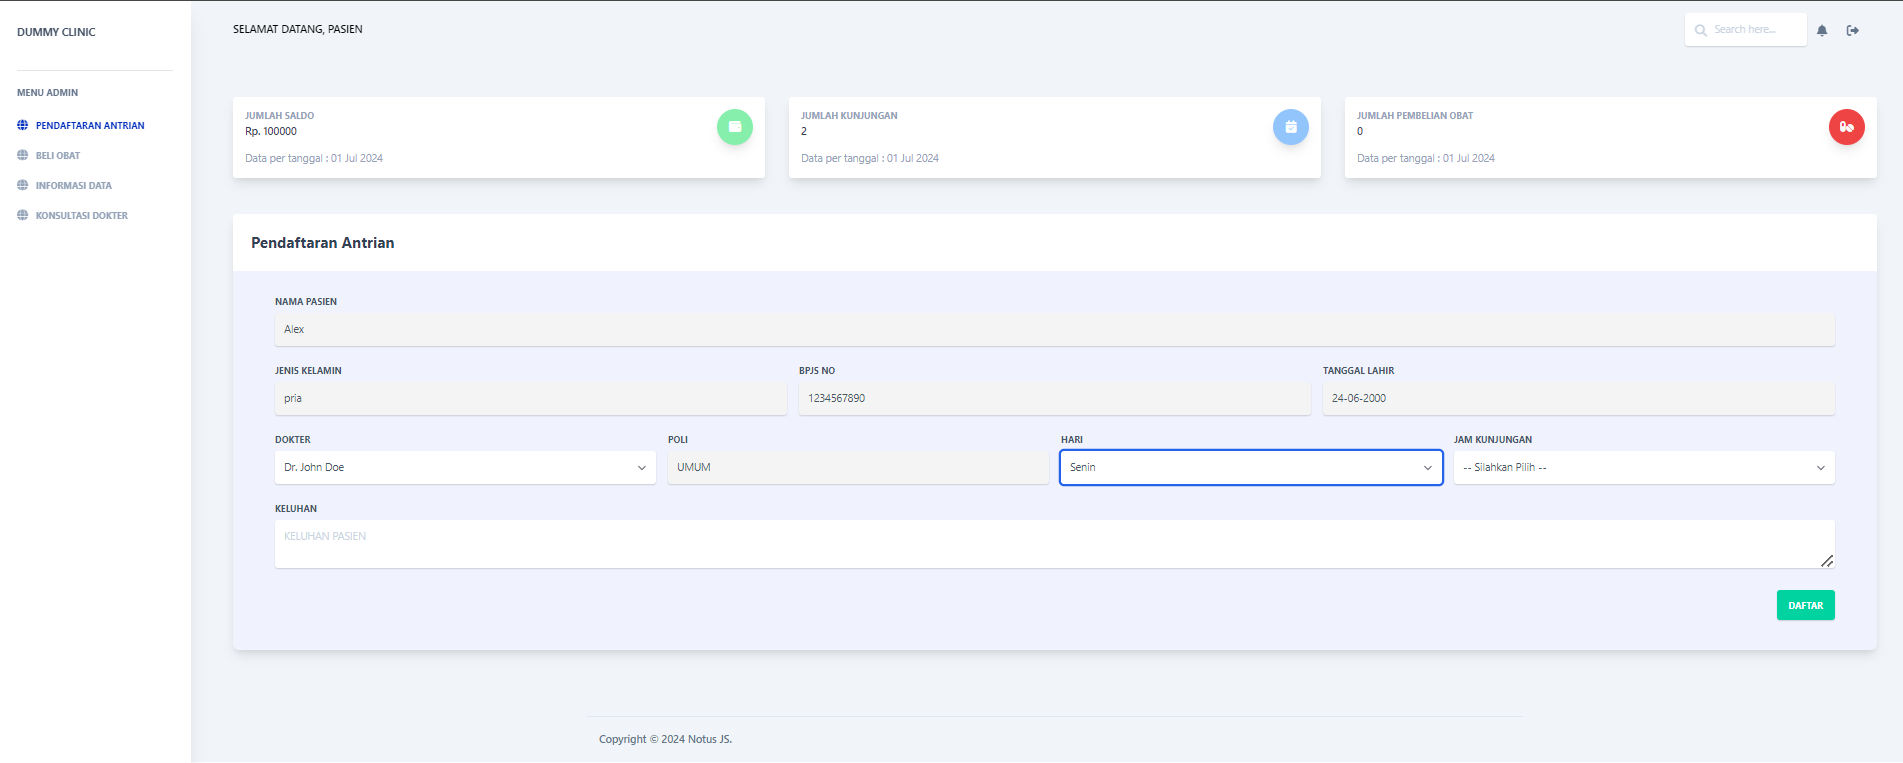 DUMMY CLINIC
MENU ADMIN
PENDAFTARAN ANTRIAN
BELI OBAT
INFORMASI DATA
KONSULTASI DOKTER
SELAMAT DATANG, PASIEN
Search here...
JUMLAH SALDO
Rp. 100000
Data per tanggal : 01 Jul 2024
JUMLAH KUNJUNGAN
2
Data per tanggal : 01 Jul 2024
JUMLAH PEMBELIAN OBAT
0
Data per tanggal : 01 Jul 2024
Pendaftaran Antrian
NAMA PASIEN
Alex
JENIS KELAMIN
pria
BPJS NO
1234567890
TANGGAL LAHIR
24-06-2000
DOKTER
Dr. John Doe
POLI
UMUM
HARI
Senin
JAM KUNJUNGAN
-- Silahkan Pilih --
KELUHAN
KELUHAN PASIEN
DAFTAR
Copyright © 2024 Notus JS.